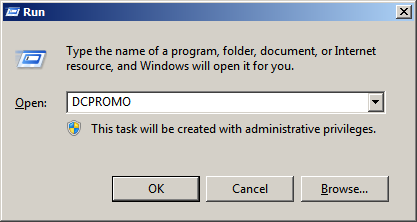 Run
Type the name of a program, folder, document, or Internet
resource, and Windows will open it for you.
Open: DCPROMO
This task will be created with administrative privileges.
OK Cancel Browse...